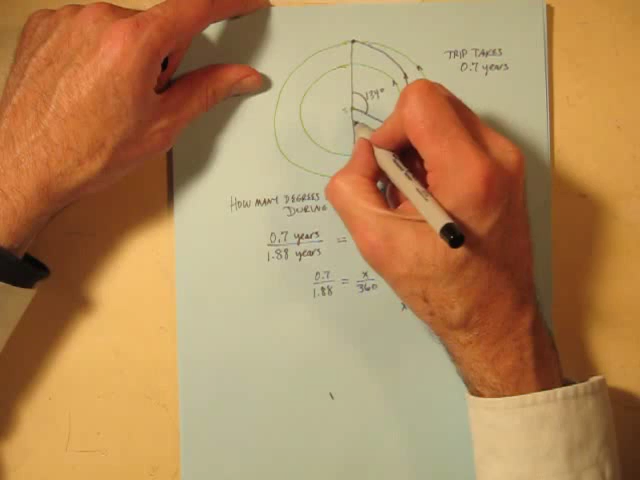 TRIP TAKES
0.7 years
134°
HOW MANY DEGREES
DURING
0.7 years
1.88 years
=
0.7
1.88
=
x
360
x